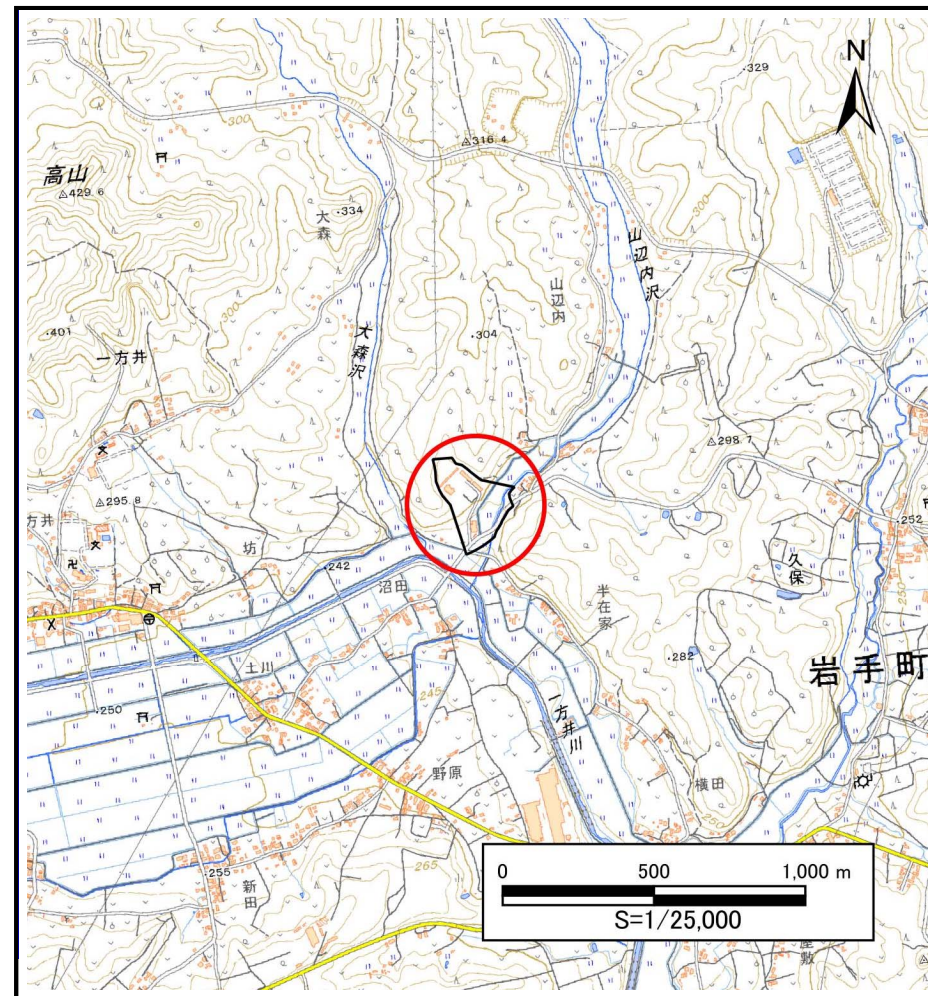 N
329
300
316.4
高山
429.6
大森
334
山辺内沢
300
山辺内
300
401
304
一方井
大森沢
298.7
295.8
方井
252
坊
242
久保
250
沼田
半在家
土川
282
岩手町
245
250
一方井川
野原
横田
250
265
255
新田
0 500 1,000 m
S=1/25,000
屋敷